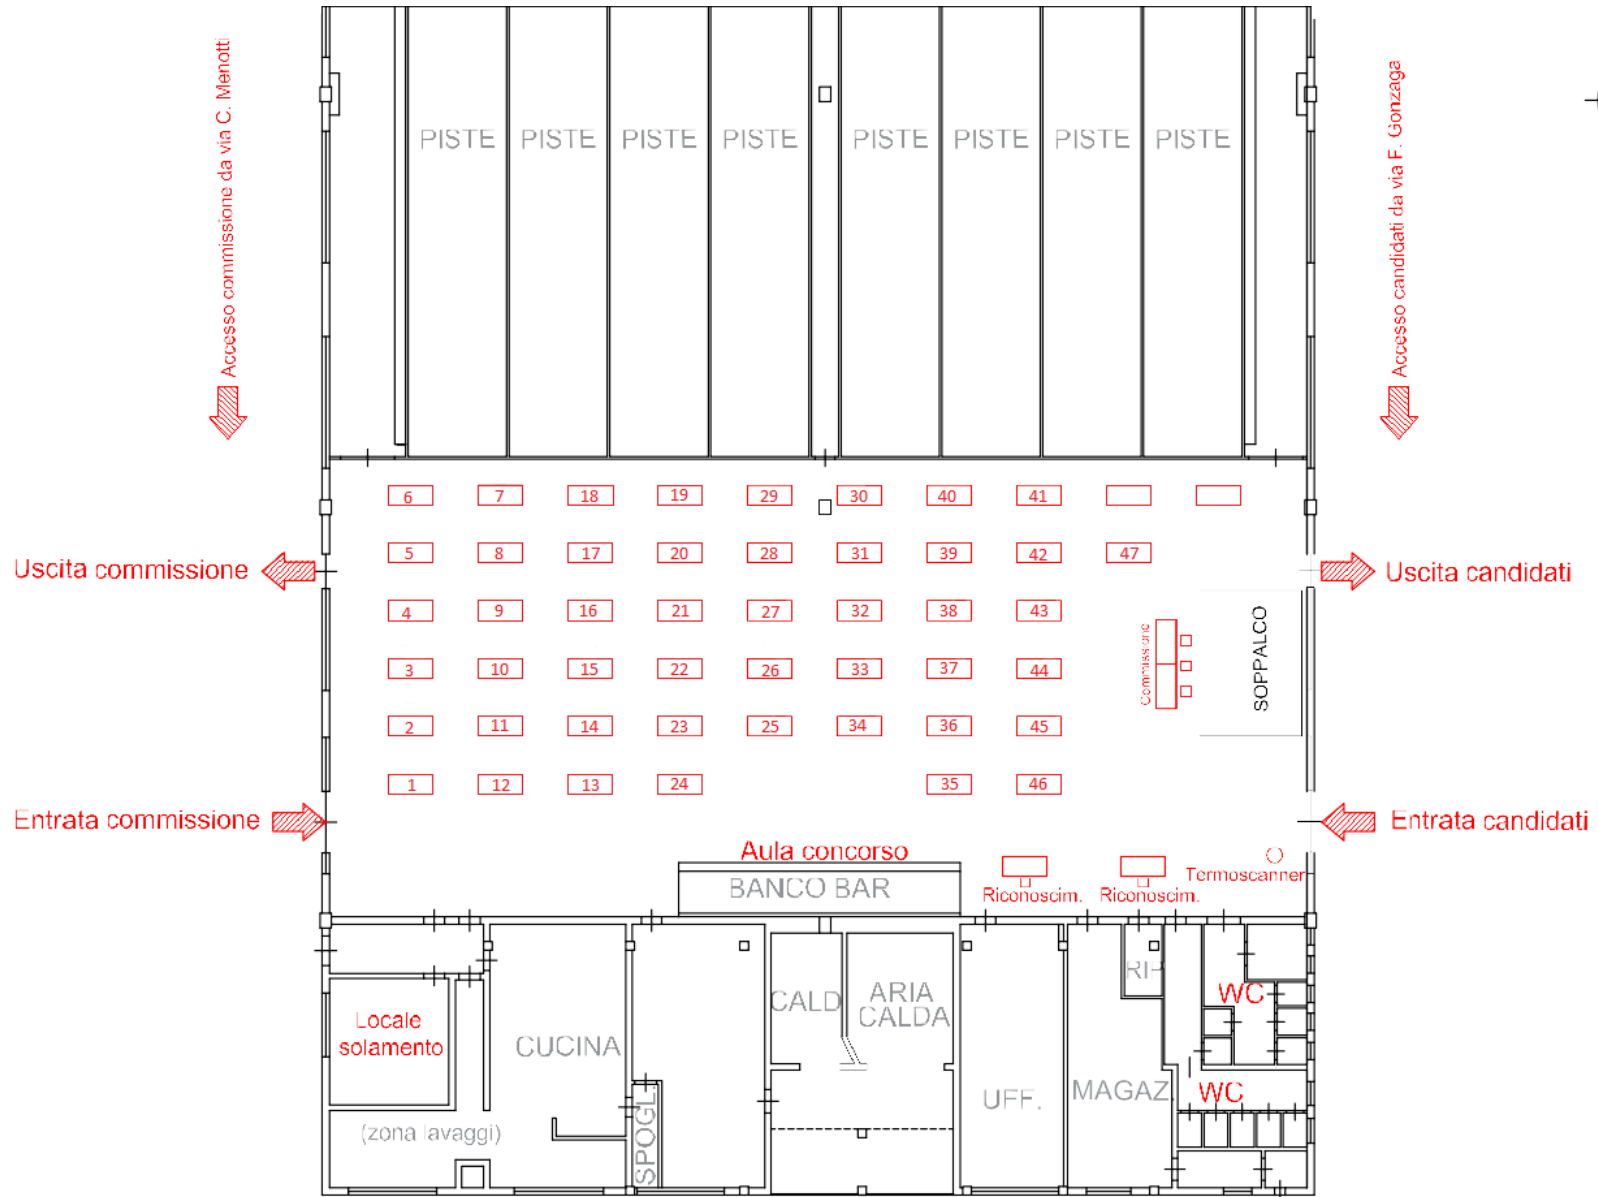 Accesso commissione da via C. Menotti
Accesso candidati da via F. Gonzaga
PISTE PISTE PISTE PISTE PISTE PISTE PISTE PISTE
6 7 18 19 29 30 40 41
5 8 17 20 28 31 39 42 47
Uscita commissione
Uscita candidati
4 9 16 21 27 32 38 43
Commissione
SOPPALCO
3 10 15 22 26 33 37 44
2 11 14 23 25 34 36 45
1 12 13 24 35 46
Entrata commissione
Entrata candidati
Aula concorso
BANCO BAR
Riconoscim.
Riconoscim.
Termoscanner
RIP
WC
CALD
ARIA
CALDA
Locale
solamento
CUCINA
UFF.
MAGAZ.
WC
SPOGL.
(zona lavaggi)